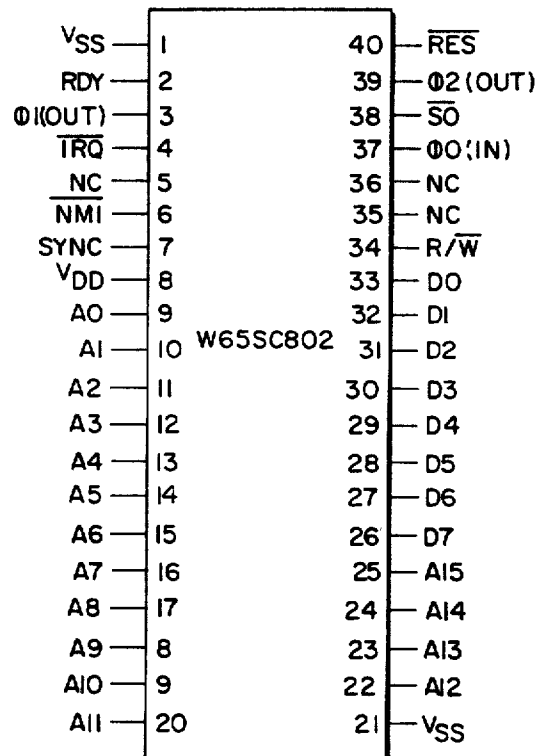 VSS 1 40 RES
RDY 2 39 Φ2(OUT)
Φ1(OUT) 3 38 SO
IRQ 4 37 Φ0(IN)
NC 5 36 NC
NMI 6 35 NC
SYNC 7 34 R/W
VDD 8 33 D0
A0 9 32 D1
A1 10 W65SC802 31 D2
A2 11 30 D3
A3 12 29 D4
A4 13 28 D5
A5 14 27 D6
A6 15 26 D7
A7 16 25 A15
A8 17 24 A14
A9 8 23 A13
A10 9 22 A12
A11 20 21 VSS